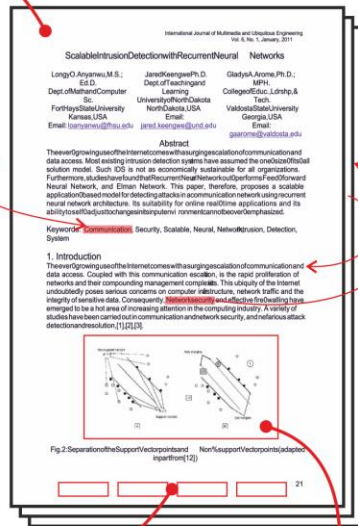 International Journal of Multimedia and Ubiquitous Engineering
Vol. 6, No. 1, January, 2011
ScalableIntrusionDetectionwithRecurrentNeural Networks
LongyO.Anyanwu,M.S.; JaredKeengwePh.D. GladysA,Arome,Ph.D.;
Ed.D. Dept.ofTeachingand MPH.
Dept.ofMathandComputer Learning CollegeofEduc.,Ldrshp,&
Sc. UniversityofNorthDakota Tech.
FortHaysStateUniversity NorthDakota,USA ValdostaStateUniversity
Kansas,USA Email: Georgia,USA
Email: loanyanwu@fhsu.edu jared.keengwe@und.edu Email:
gaarome@valdosta.edu
Abstract
Theever0growinguseoftheInternetcomeswithasurgingescalationofcommunicationand
data access. Most existing intrusion detection systems have assumed the one0size0fits0all
solution model. Such IDS is not as economically sustainable for all organizations.
Furthermore,studieshavefoundthatRecurrentNeuralNetworkout0performsFeed0forward
Neural Network, and Elman Network. This paper, therefore, proposes a scalable
application0based model for detecting attacks in a communication network using recurrent
neural network architecture. Its suitability for online real0time applications and its
abilitytoself0adjusttochangesinitsinputenvi ronmentcannotbeover0emphasized.
Keywords: Communication, Security, Scalable, Neural, Network, Intrusion, Detection,
System
1. Introduction
Theever0growinguseoftheInternetcomeswithasurgingescalationofcommunicationand
data access. Coupled with this communication escalation, is the rapid proliferation of
networks and their compounding management complexities. This ubiquity of the Internet
undoubtedly poses serious concerns on computer infrastructure, network traffic and the
integrity of sensitive data. Consequently, Networksecurity and effective fire0walling have
emerged to be a hot area of increasing attention in the computing industry. A variety of
studies have been carried out in communication and network security, and nefarious attack
detectionandresolution,[1],[2],[3].
Fig.2:SeparationoftheSupportVectorpointsand Non%supportVectorpoints(adapted
inpartfrom[12])
21